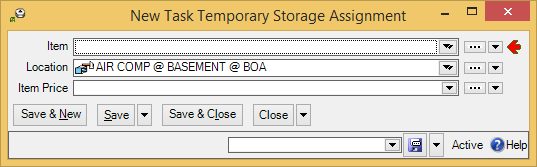 New Task Temporary Storage Assignment
Item
Location AIR COMP @ BASEMENT @ BOA
Item Price
Save & New Save Save & Close Close
Active Help